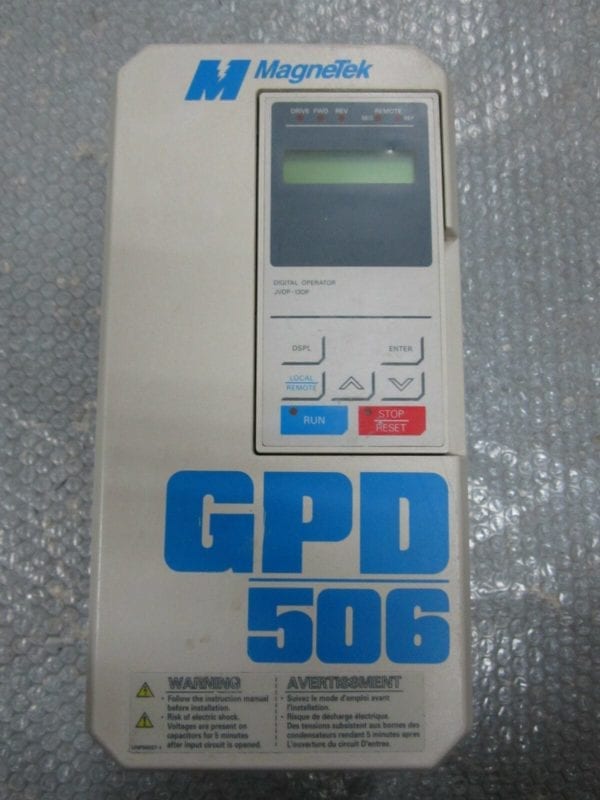 MagneTek
DRIVE FWD REV REMOTE
SEQ REF
DIGITAL OPERATOR
JVOP-130P
DSPL ENTER
LOCAL
REMOTE
RUN STOP
RESET
GPD
506
WARNING
• Follow the instruction manual
before installation.
• Risk of electric shock.
Voltages are present on
capacitors for 5 minutes
after input circuit is opened.
AVERTISSMENT
• Suivez le mode d'emploi avant
l'installation.
• Risque de décharge électrique.
Des tensions subsistent aux bornes des
condensateurs rendant 5 minutes apres
L'ouverture du circuit D'entree.